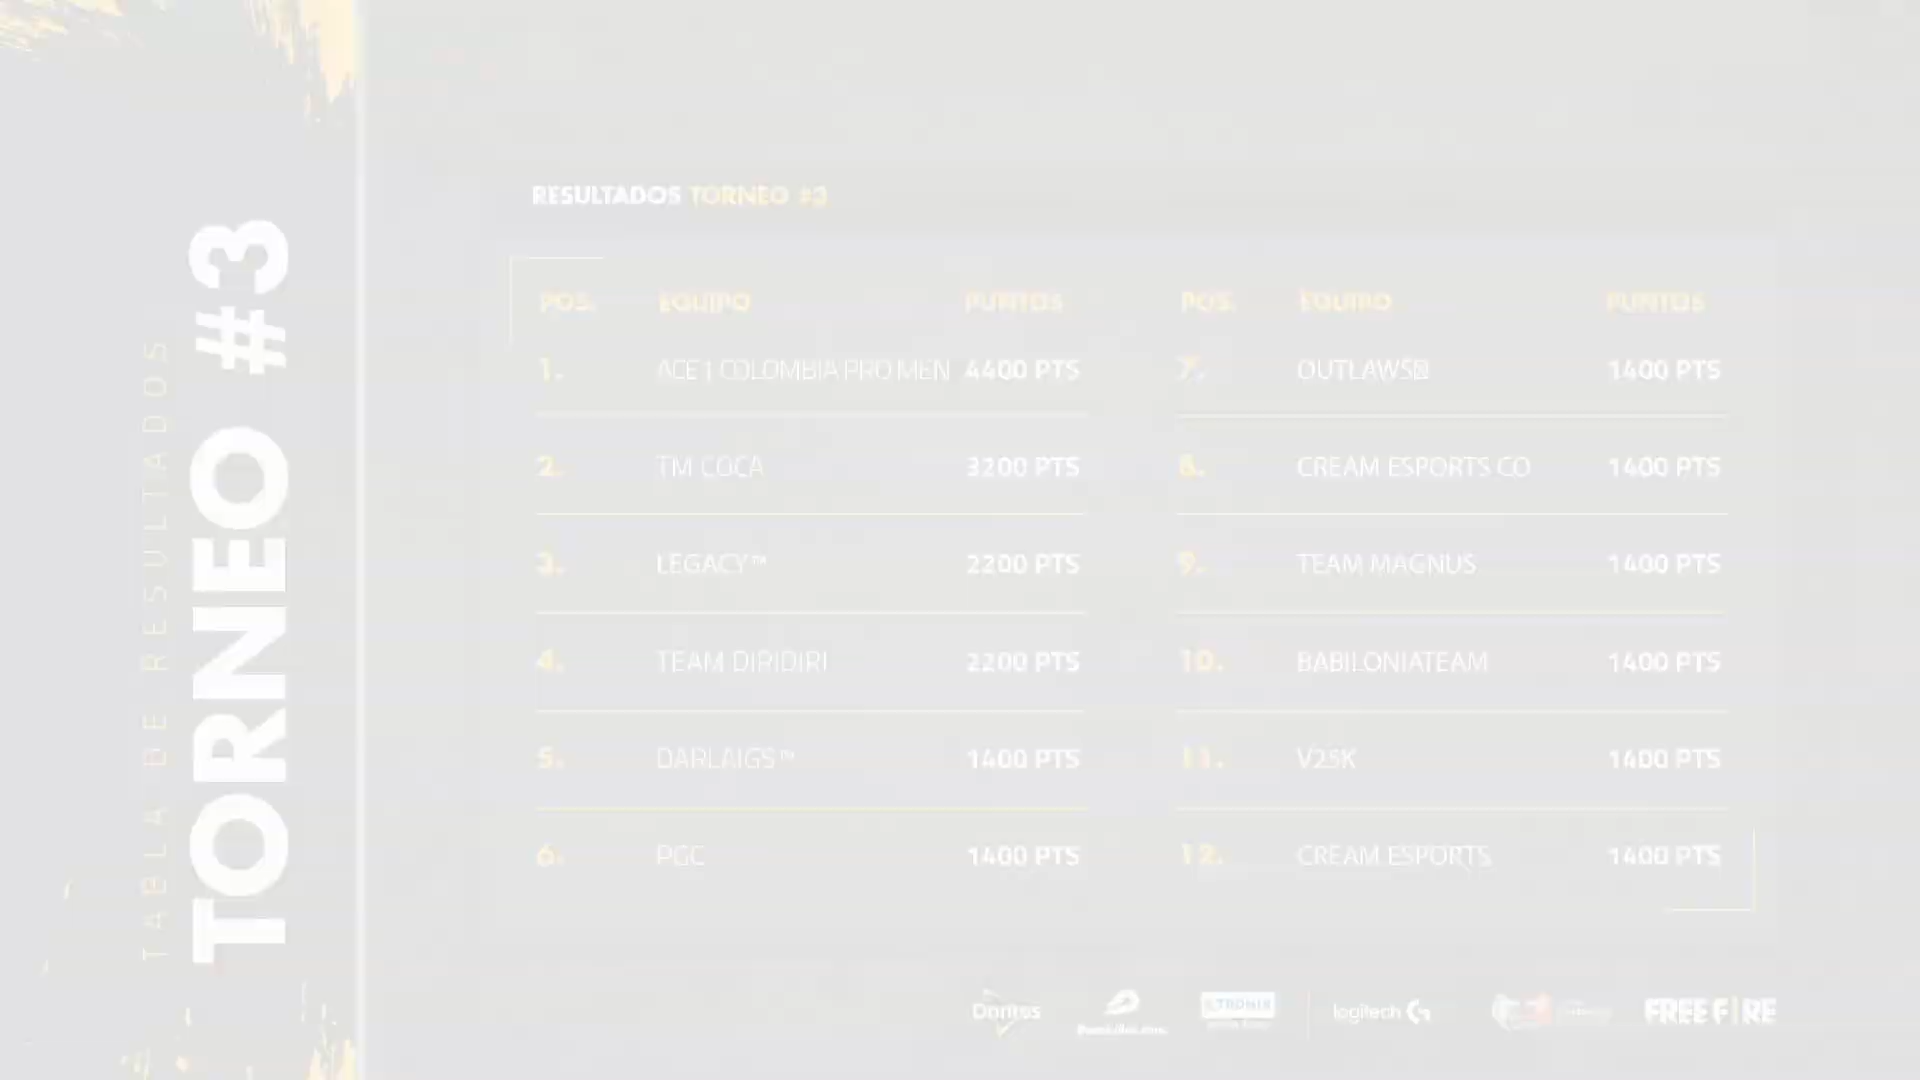 TABLA DE RESULTADOS
TORNEO #3
RESULTADOS TORNEO #3
POS. EQUIPO PUNTOS
1. ACE1 COLOMBIA PRO MEN 4400 PTS
2. TM COCA 3200 PTS
3. LEGACY™ 2200 PTS
4. TEAM DIRIDIRI 2200 PTS
5. DARLAIGS™ 1400 PTS
6. PGC 1400 PTS
POS. EQUIPO PUNTOS
7. OUTLAWS 1400 PTS
8. CREAM ESPORTS CO 1400 PTS
9. TEAM MAGNUS 1400 PTS
10. BABILONIATEAM 1400 PTS
11. V25K 1400 PTS
12. CREAM ESPORTS 1400 PTS
Doritos
K-TRONIX
logitech G
FREE FIRE